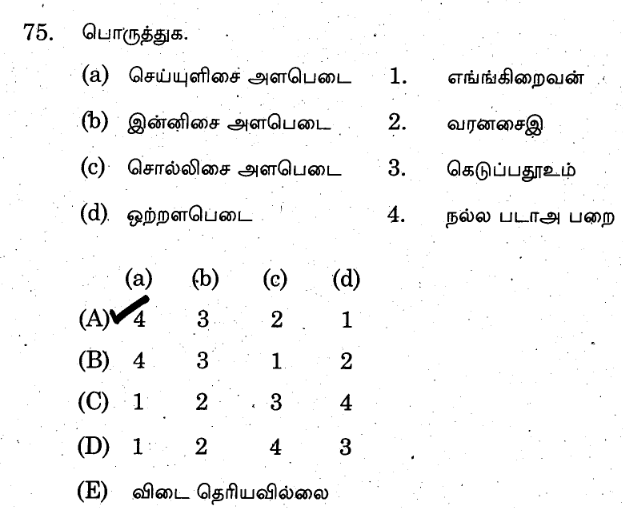 75. பொருத்துக.
(a) செய்யுளிசை அளபெடை 1. எங்ங்கிறைவன்
(b) இன்னிசை அளபெடை 2. வரனசைஇ
(c) சொல்லிசை அளபெடை 3. கெடுப்பதூஉம்
(d) ஒற்றளபெடை 4. நல்ல படாஅ பறை
(a) (b) (c) (d)
(A) 4 3 2 1
(B) 4 3 1 2
(C) 1 2 3 4
(D) 1 2 4 3
(E) விடை தெரியவில்லை